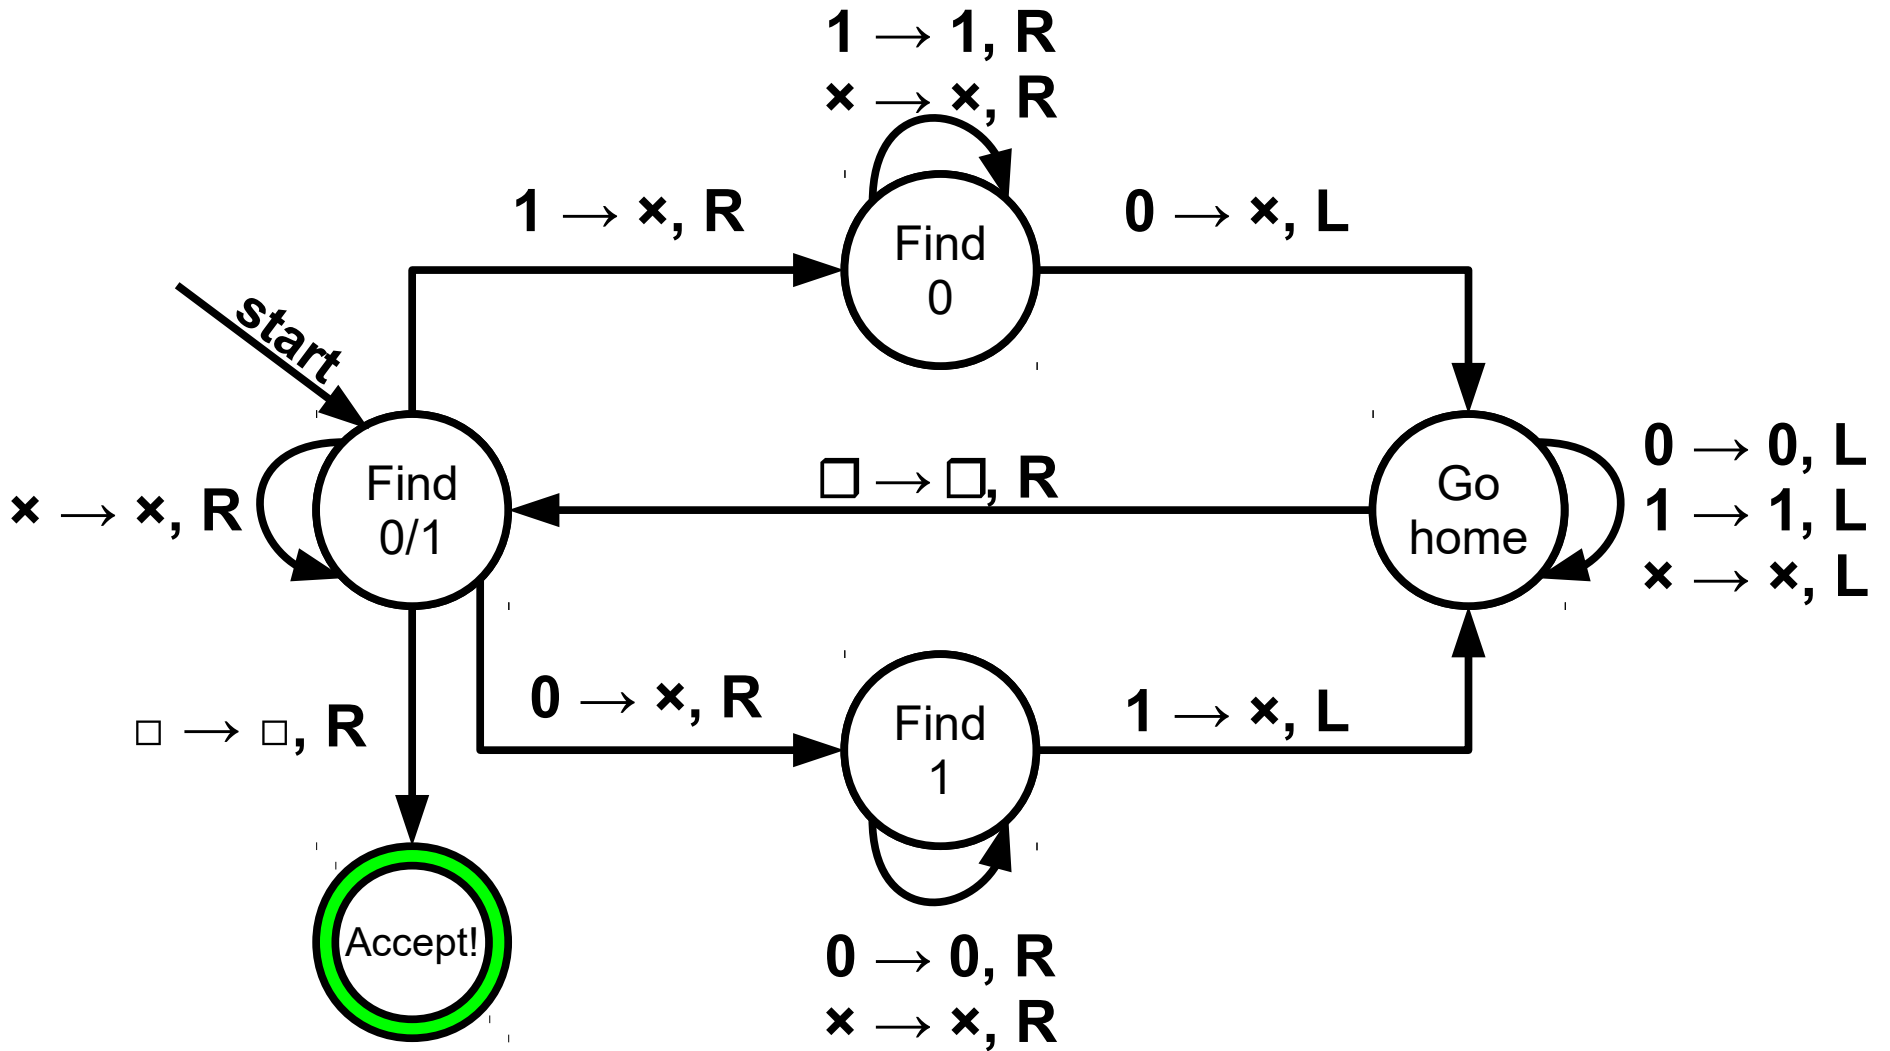 1 → 1, R
× → ×, R
1 → ×, R
Find
0
0 → ×, L
start
× → ×, R
Find
0/1
□ → □, R
Go
home
0 → 0, L
1 → 1, L
× → ×, L
□ → □, R
0 → ×, R
Find
1
1 → ×, L
Accept!
0 → 0, R
× → ×, R